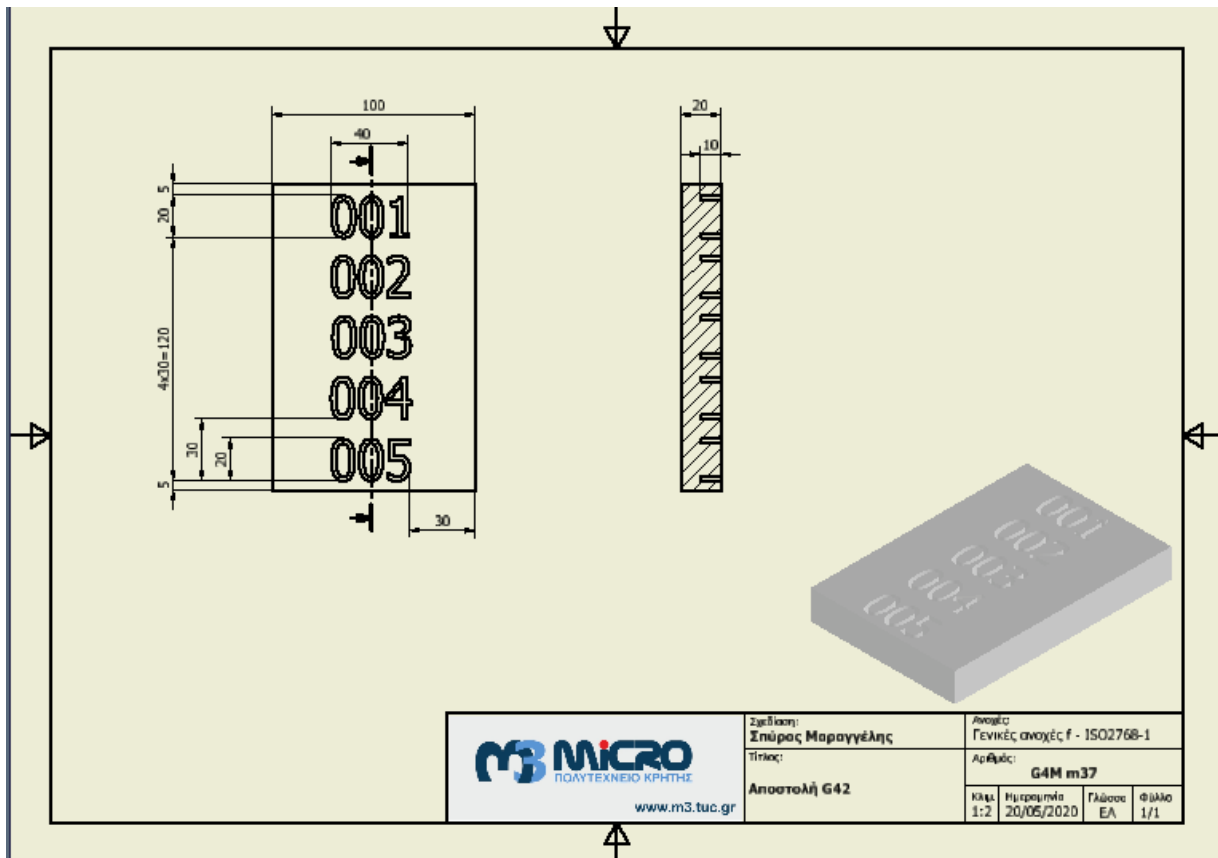 100
20
40
10
5
20
4x30=120
30
20
5
30
001
002
003
004
005
001
002
003
004
005
m3 MiCRO
ΠΟΛΥΤΕΧΝΕΙΟ ΚΡΗΤΗΣ
www.m3.tuc.gr
Σχεδίαση:
Σπύρος Μαραγγέλης
Τίτλος:
Αποστολή G42
Ανοχές:
Γενικές ανοχές f - ISO2768-1
Αριθμός:
G4M m37
Κλιμ. Ημερομηνία Γλώσσα Φύλλο
1:2 20/05/2020 ΕΛ 1/1